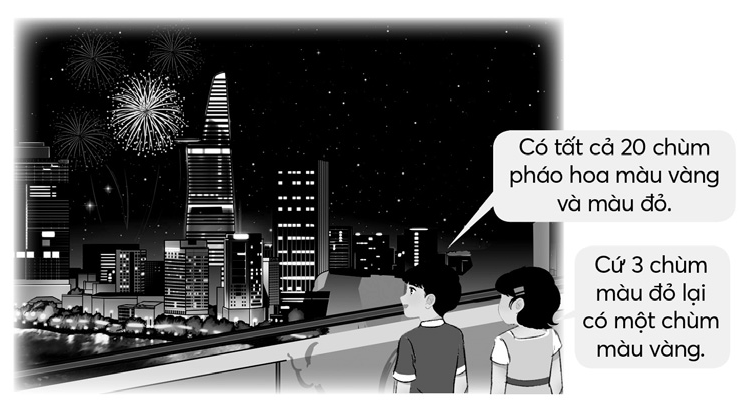 Có tất cả 20 chùm
pháo hoa màu vàng
và màu đỏ.
Cứ 3 chùm
màu đỏ lại
có một chùm
màu vàng.